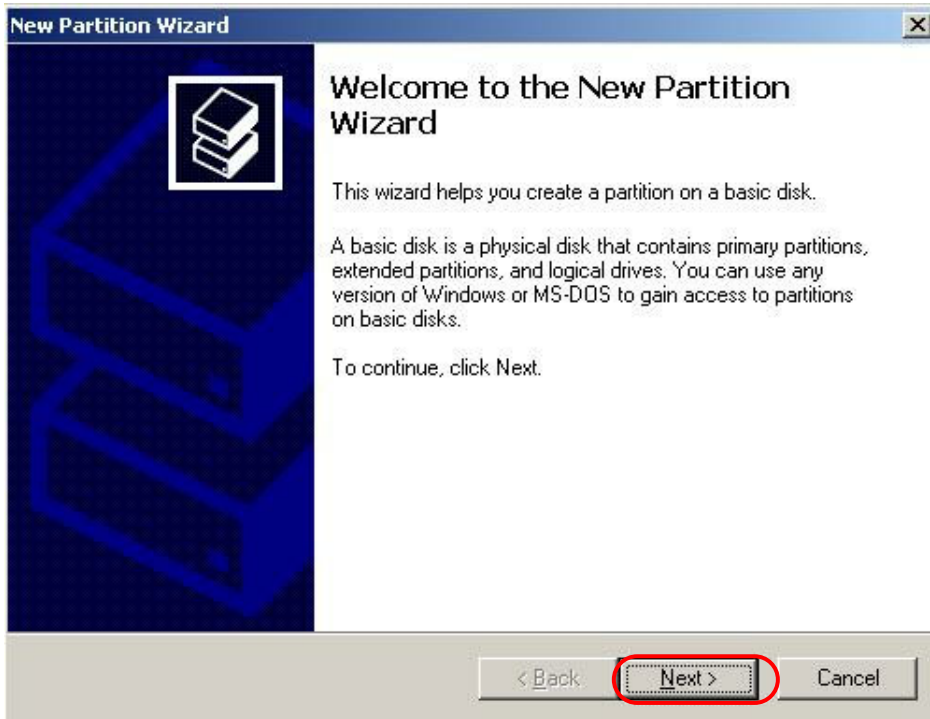 New Partition Wizard
Welcome to the New Partition
Wizard
This wizard helps you create a partition on a basic disk.
A basic disk is a physical disk that contains primary partitions,
extended partitions, and logical drives. You can use any
version of Windows or MS-DOS to gain access to partitions
on basic disks.
To continue, click Next.
< Back Next > Cancel